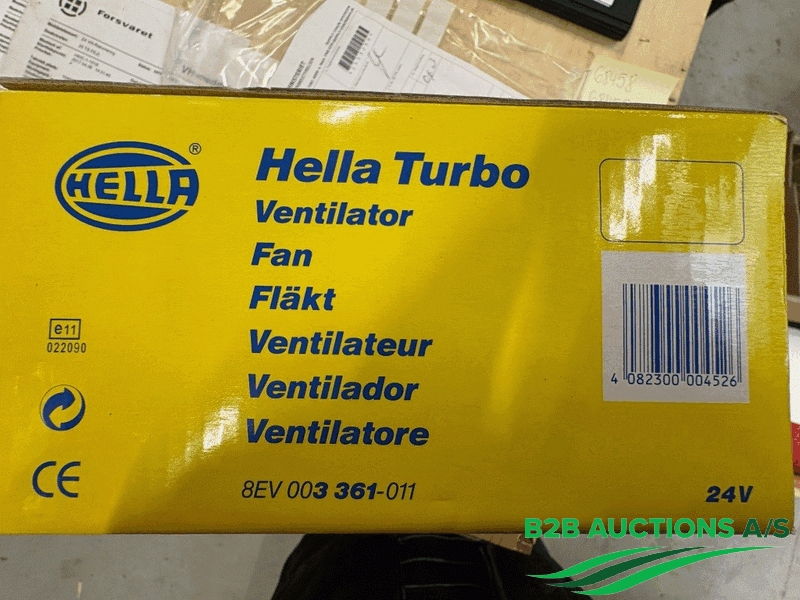 Forsvaret
HELLA®
Hella Turbo
Ventilator
Fan
Fläkt
Ventilateur
Ventilador
Ventilatore
e11
022090
CE
8EV 003 361-011
4 082300 004526
24V
B2B AUCTIONS A/S